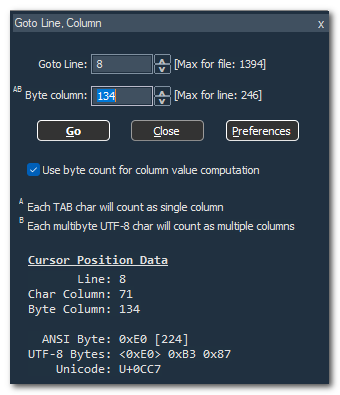 Goto Line, Column x
Goto Line: 8 [Max for file: 1394]
AB Byte column: 134 [Max for line: 246]
Go Close Preferences
Use byte count for column value computation
A Each TAB char will count as single column
B Each multibyte UTF-8 char will count as multiple columns
Cursor Position Data
Line: 8
Char Column: 71
Byte Column: 134
ANSI Byte: 0xE0 [224]
UTF-8 Bytes: <0xE0> 0xB3 0x87
Unicode: U+0CC7